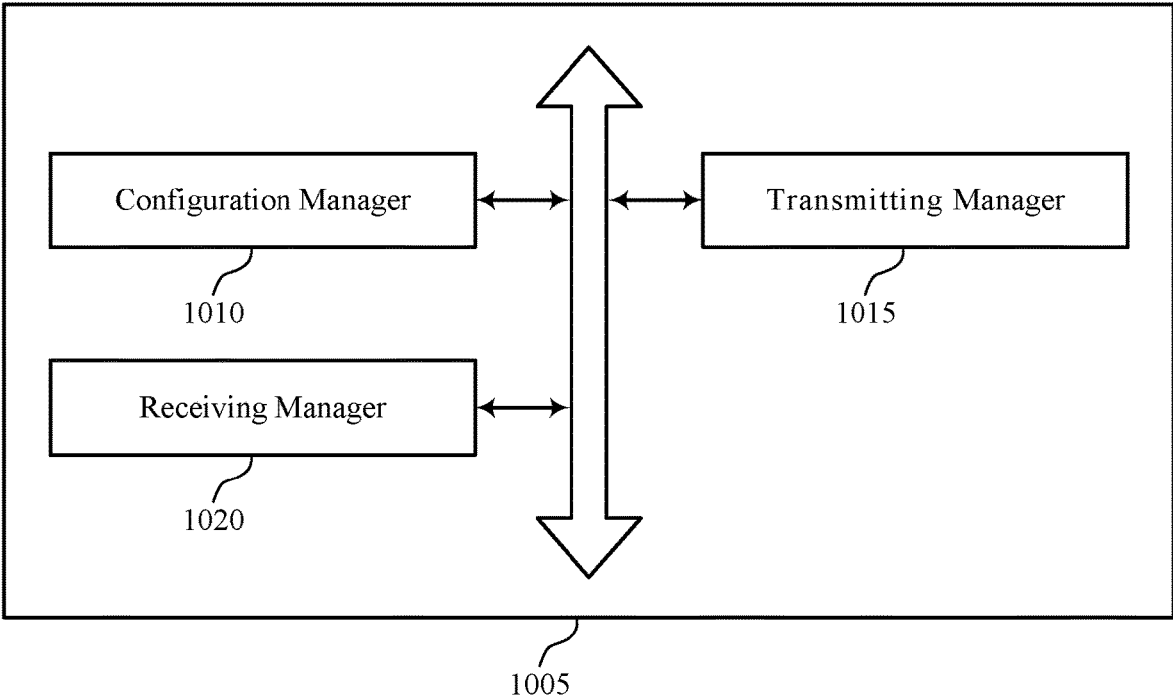 Configuration Manager
Transmitting Manager
1010
1015
Receiving Manager
1020
1005